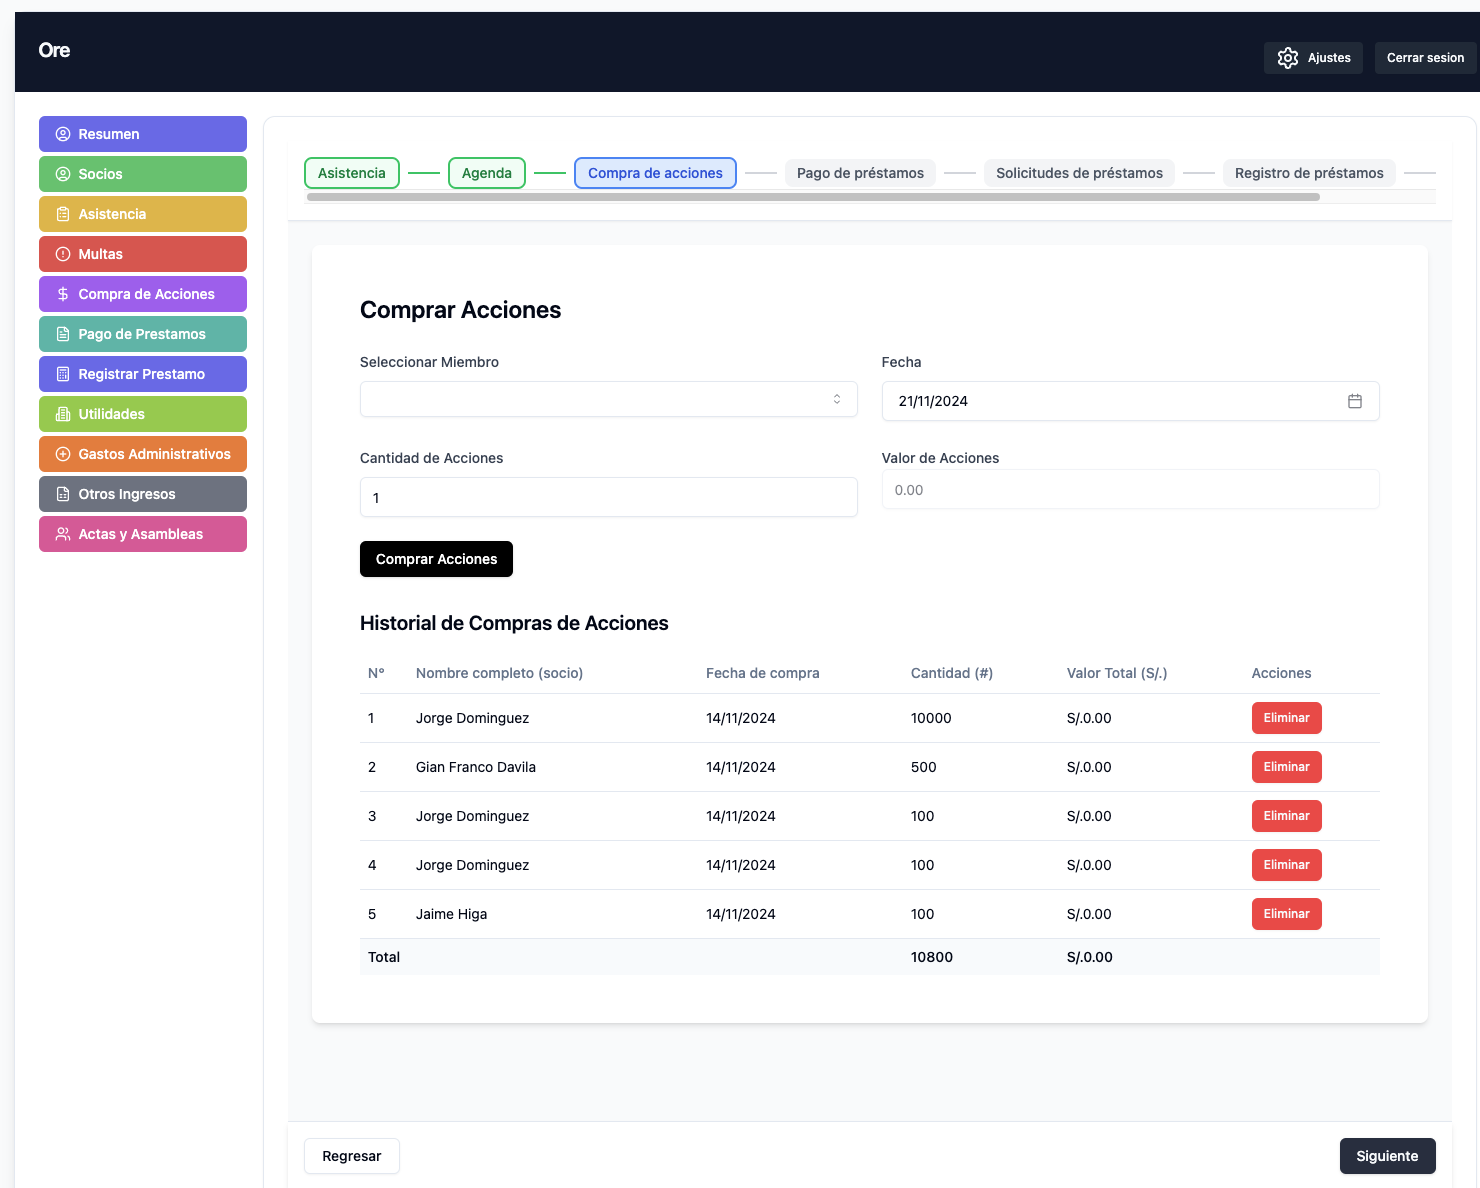 Ore
Ajustes
Cerrar sesion
Resumen
Socios
Asistencia
Multas
Compra de Acciones
Pago de Prestamos
Registrar Prestamo
Utilidades
Gastos Administrativos
Otros Ingresos
Actas y Asambleas
Asistencia Agenda Compra de acciones Pago de préstamos Solicitudes de préstamos Registro de préstamos
Comprar Acciones
Seleccionar Miembro
Fecha
21/11/2024
Cantidad de Acciones
1
Valor de Acciones
0.00
Comprar Acciones
Historial de Compras de Acciones
N° Nombre completo (socio) Fecha de compra Cantidad (#) Valor Total (S/.) Acciones
1 Jorge Dominguez 14/11/2024 10000 S/.0.00 Eliminar
2 Gian Franco Davila 14/11/2024 500 S/.0.00 Eliminar
3 Jorge Dominguez 14/11/2024 100 S/.0.00 Eliminar
4 Jorge Dominguez 14/11/2024 100 S/.0.00 Eliminar
5 Jaime Higa 14/11/2024 100 S/.0.00 Eliminar
Total 10800 S/.0.00
Regresar
Siguiente